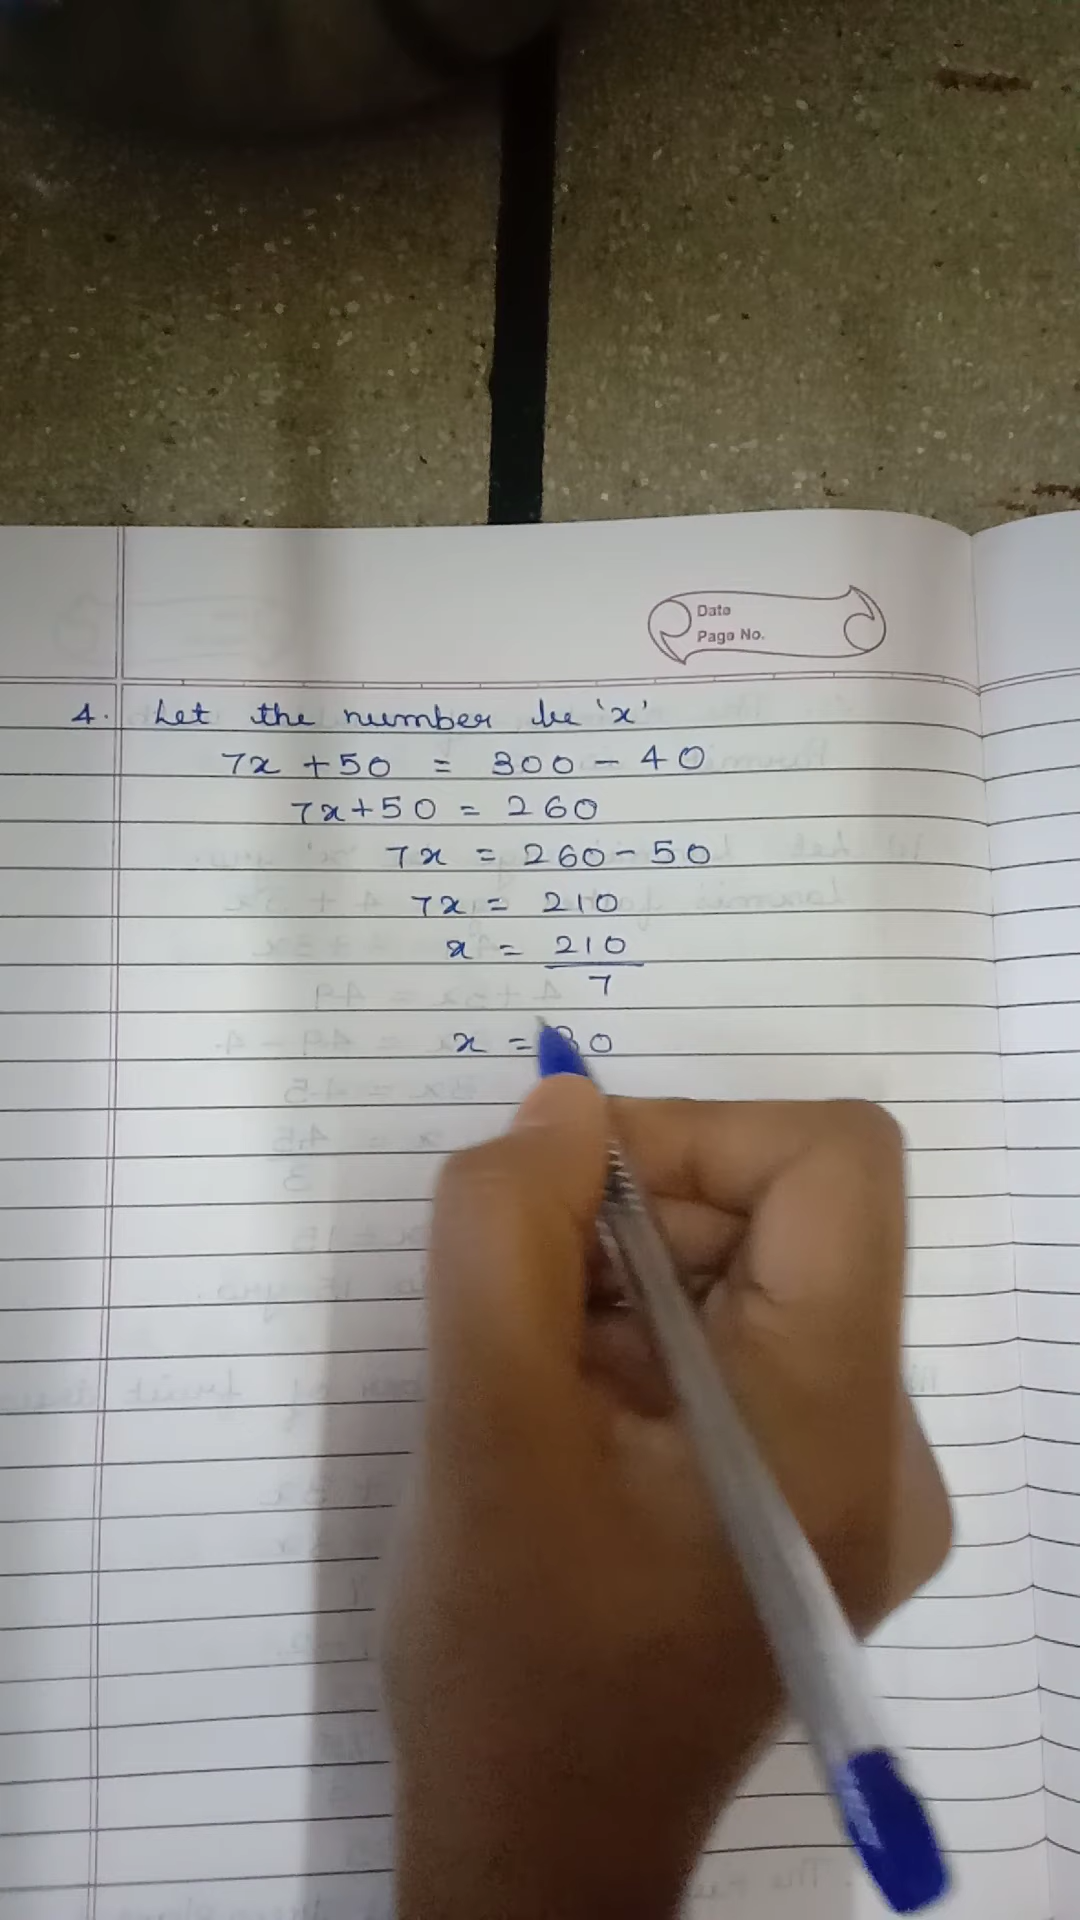 Date
Page No.
4. Let the number be 'x'
7x + 50 = 300 - 40
7x + 50 = 260
7x = 260 - 50
7x = 210
x = 210
7
x = 30